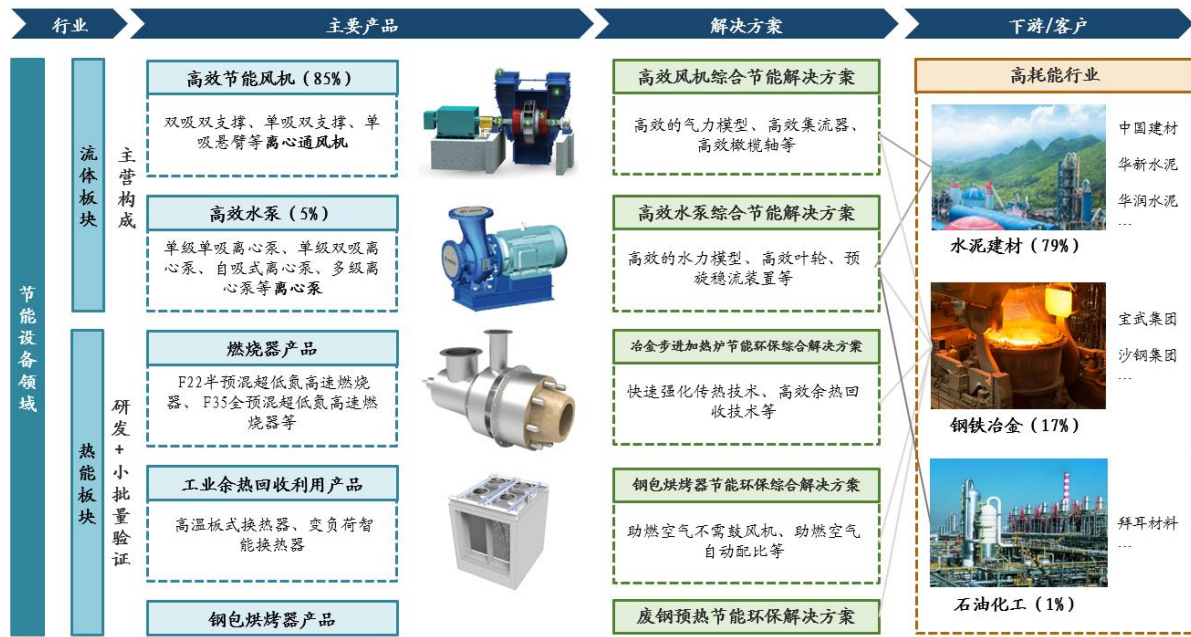 行业
主要产品
解决方案
下游/客户
节能设备领域
流体板块
主营构成
高效节能风机（85%）
双吸双支撑、单吸双支撑、单
吸悬臂等离心通风机
高效水泵（5%）
单级单吸离心泵、单级双吸离
心泵、自吸式离心泵、多级离
心泵等离心泵
热能板块
研发+小批量验证
燃烧器产品
F22半预混超低氮高速燃烧
器、F35全预混超低氮高速燃
烧器等
工业余热回收利用产品
高温板式换热器、变负荷智
能换热器
钢包烘烤器产品
高效风机综合节能解决方案
高效的气力模型、高效集流器、
高效橄榄轴等
高效水泵综合节能解决方案
高效的水力模型、高效叶轮、预
旋稳流装置等
冶金步进加热炉节能环保综合解决方案
快速强化传热技术、高效余热回
收技术等
钢包烘烤器节能环保综合解决方案
助燃空气不需鼓风机、助燃空气
自动配比等
废钢预热节能环保解决方案
高耗能行业
中国建材
华新水泥
华润水泥
…
水泥建材（79%）
宝武集团
沙钢集团
…
钢铁冶金（17%）
拜耳材料
…
石油化工（1%）